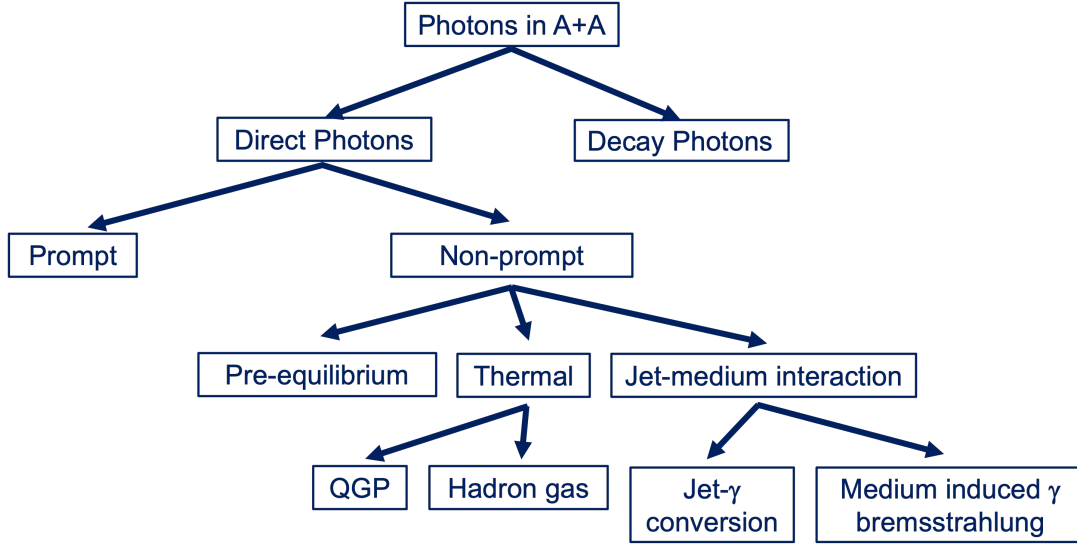 Photons in A+A
Direct Photons
Decay Photons
Prompt
Non-prompt
Pre-equilibrium
Thermal
Jet-medium interaction
QGP
Hadron gas
Jet-γ
conversion
Medium induced γ
bremsstrahlung